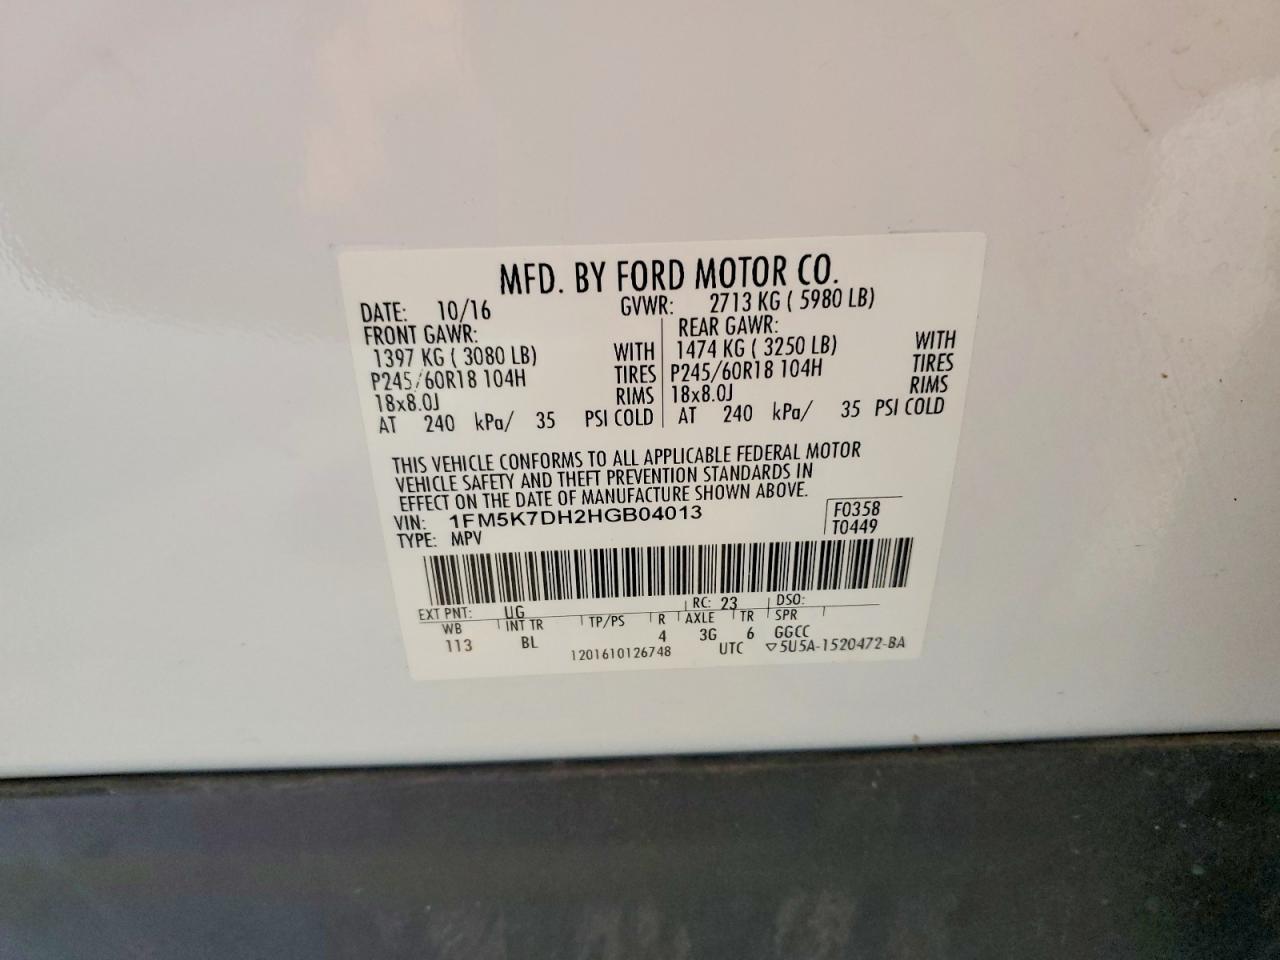 MFD. BY FORD MOTOR CO.
DATE: 10/16 GVWR: 2713 KG ( 5980 LB)
FRONT GAWR: REAR GAWR:
1397 KG ( 3080 LB) WITH 1474 KG ( 3250 LB) WITH
P245/60R18 104H TIRES P245/60R18 104H TIRES
18x8.0J RIMS 18x8.0J RIMS
AT 240 kPa/ 35 PSI COLD AT 240 kPa/ 35 PSI COLD
THIS VEHICLE CONFORMS TO ALL APPLICABLE FEDERAL MOTOR
VEHICLE SAFETY AND THEFT PREVENTION STANDARDS IN
EFFECT ON THE DATE OF MANUFACTURE SHOWN ABOVE.
VIN: 1FM5K7DH2HGB04013 F0358
TYPE: MPV T0449
EXT PNT: UG RC: 23 DSO:
WB INT TR TP/PS R AXLE TR SPR
113 BL 4 3G 6 GGCC
1201610126748 UTC ▽5U5A-1520472-BA